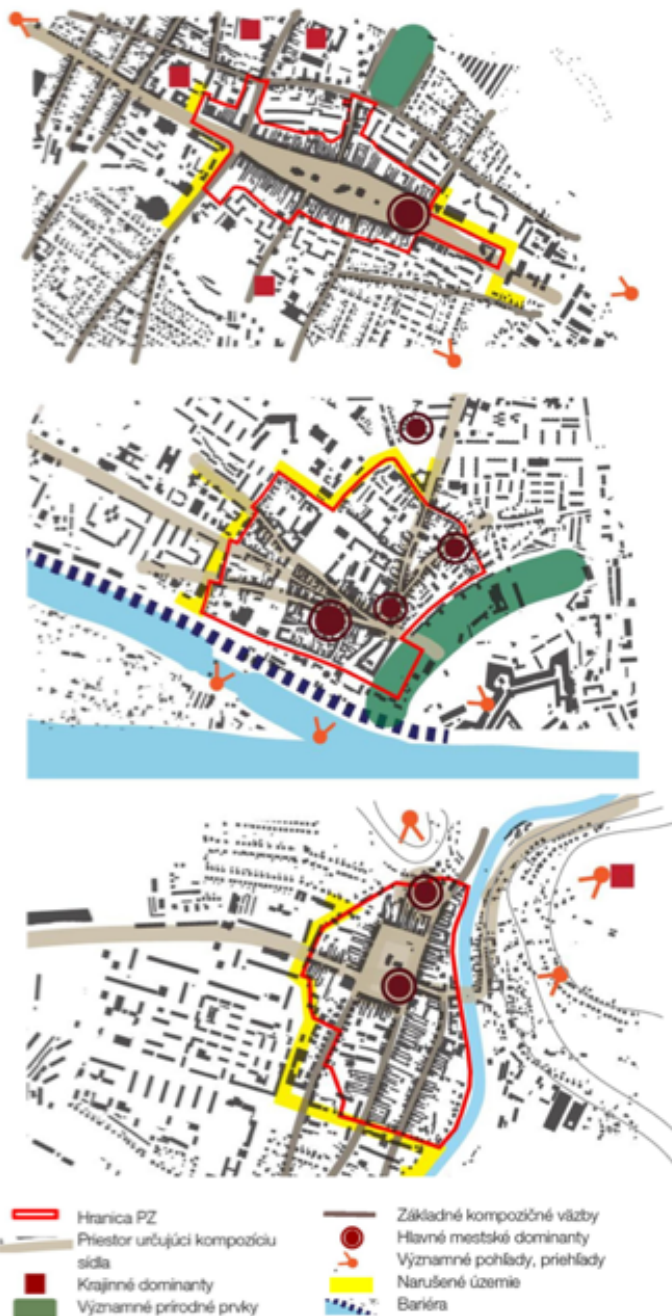 Hranica PZ
Priestor určujúci kompozíciu
sídla
Krajinné dominanty
Významné prírodné prvky
Základné kompozičné väzby
Hlavné mestské dominanty
Významné pohľady, priehľady
Narušené územie
Bariéra